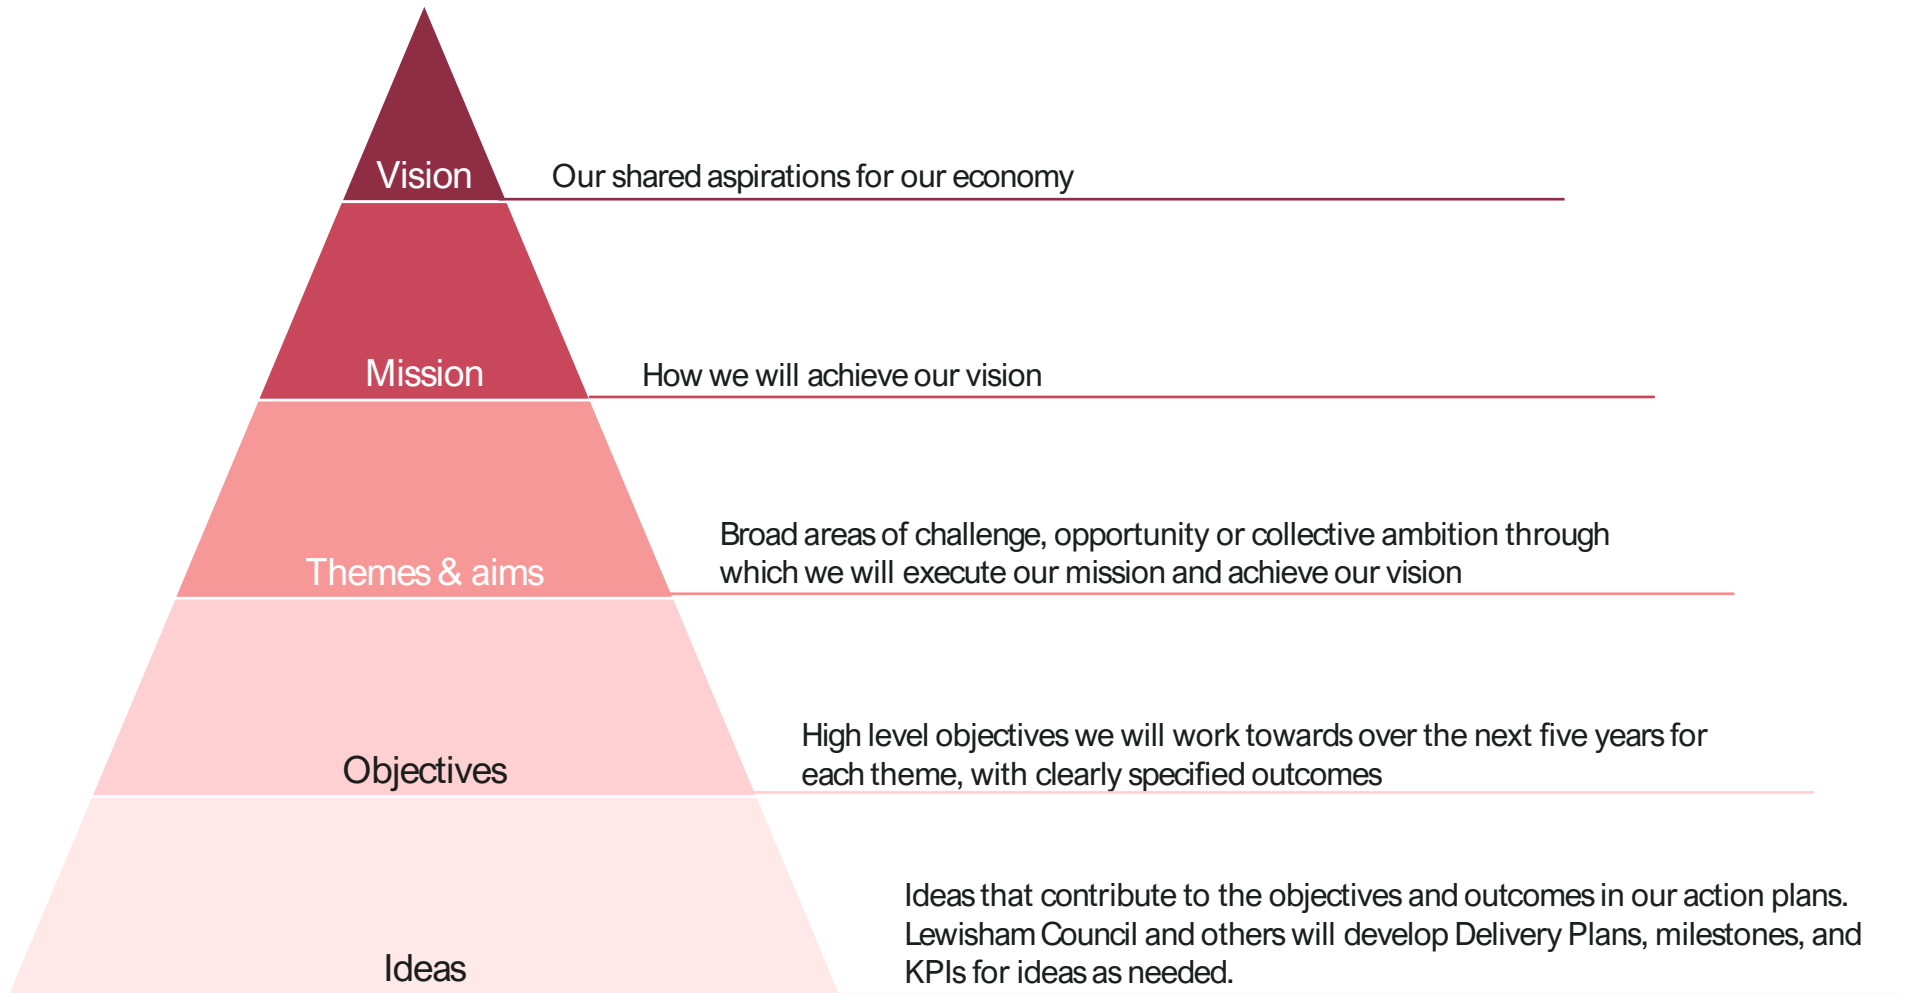 Vision
Our shared aspirations for our economy
Mission
How we will achieve our vision
Themes & aims
Broad areas of challenge, opportunity or collective ambition through
which we will execute our mission and achieve our vision
Objectives
High level objectives we will work towards over the next five years for
each theme, with clearly specified outcomes
Ideas
Ideas that contribute to the objectives and outcomes in our action plans.
Lewisham Council and others will develop Delivery Plans, milestones, and
KPIs for ideas as needed.